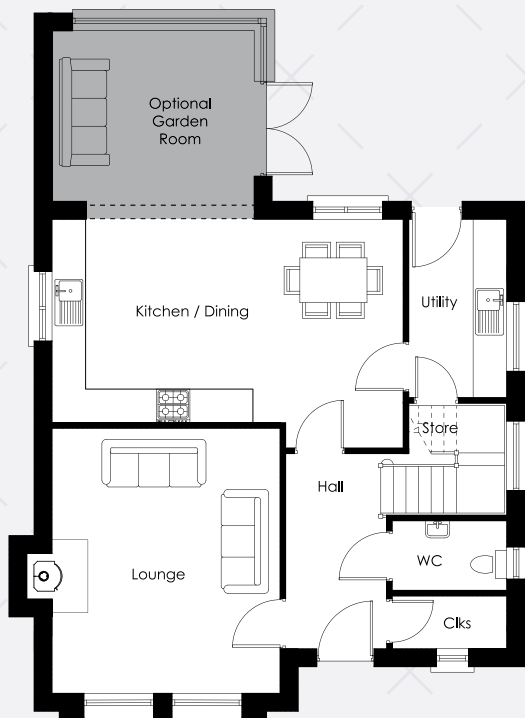 Optional
Garden
Room
Kitchen / Dining
Utility
Store
Hall
Lounge
WC
Clks